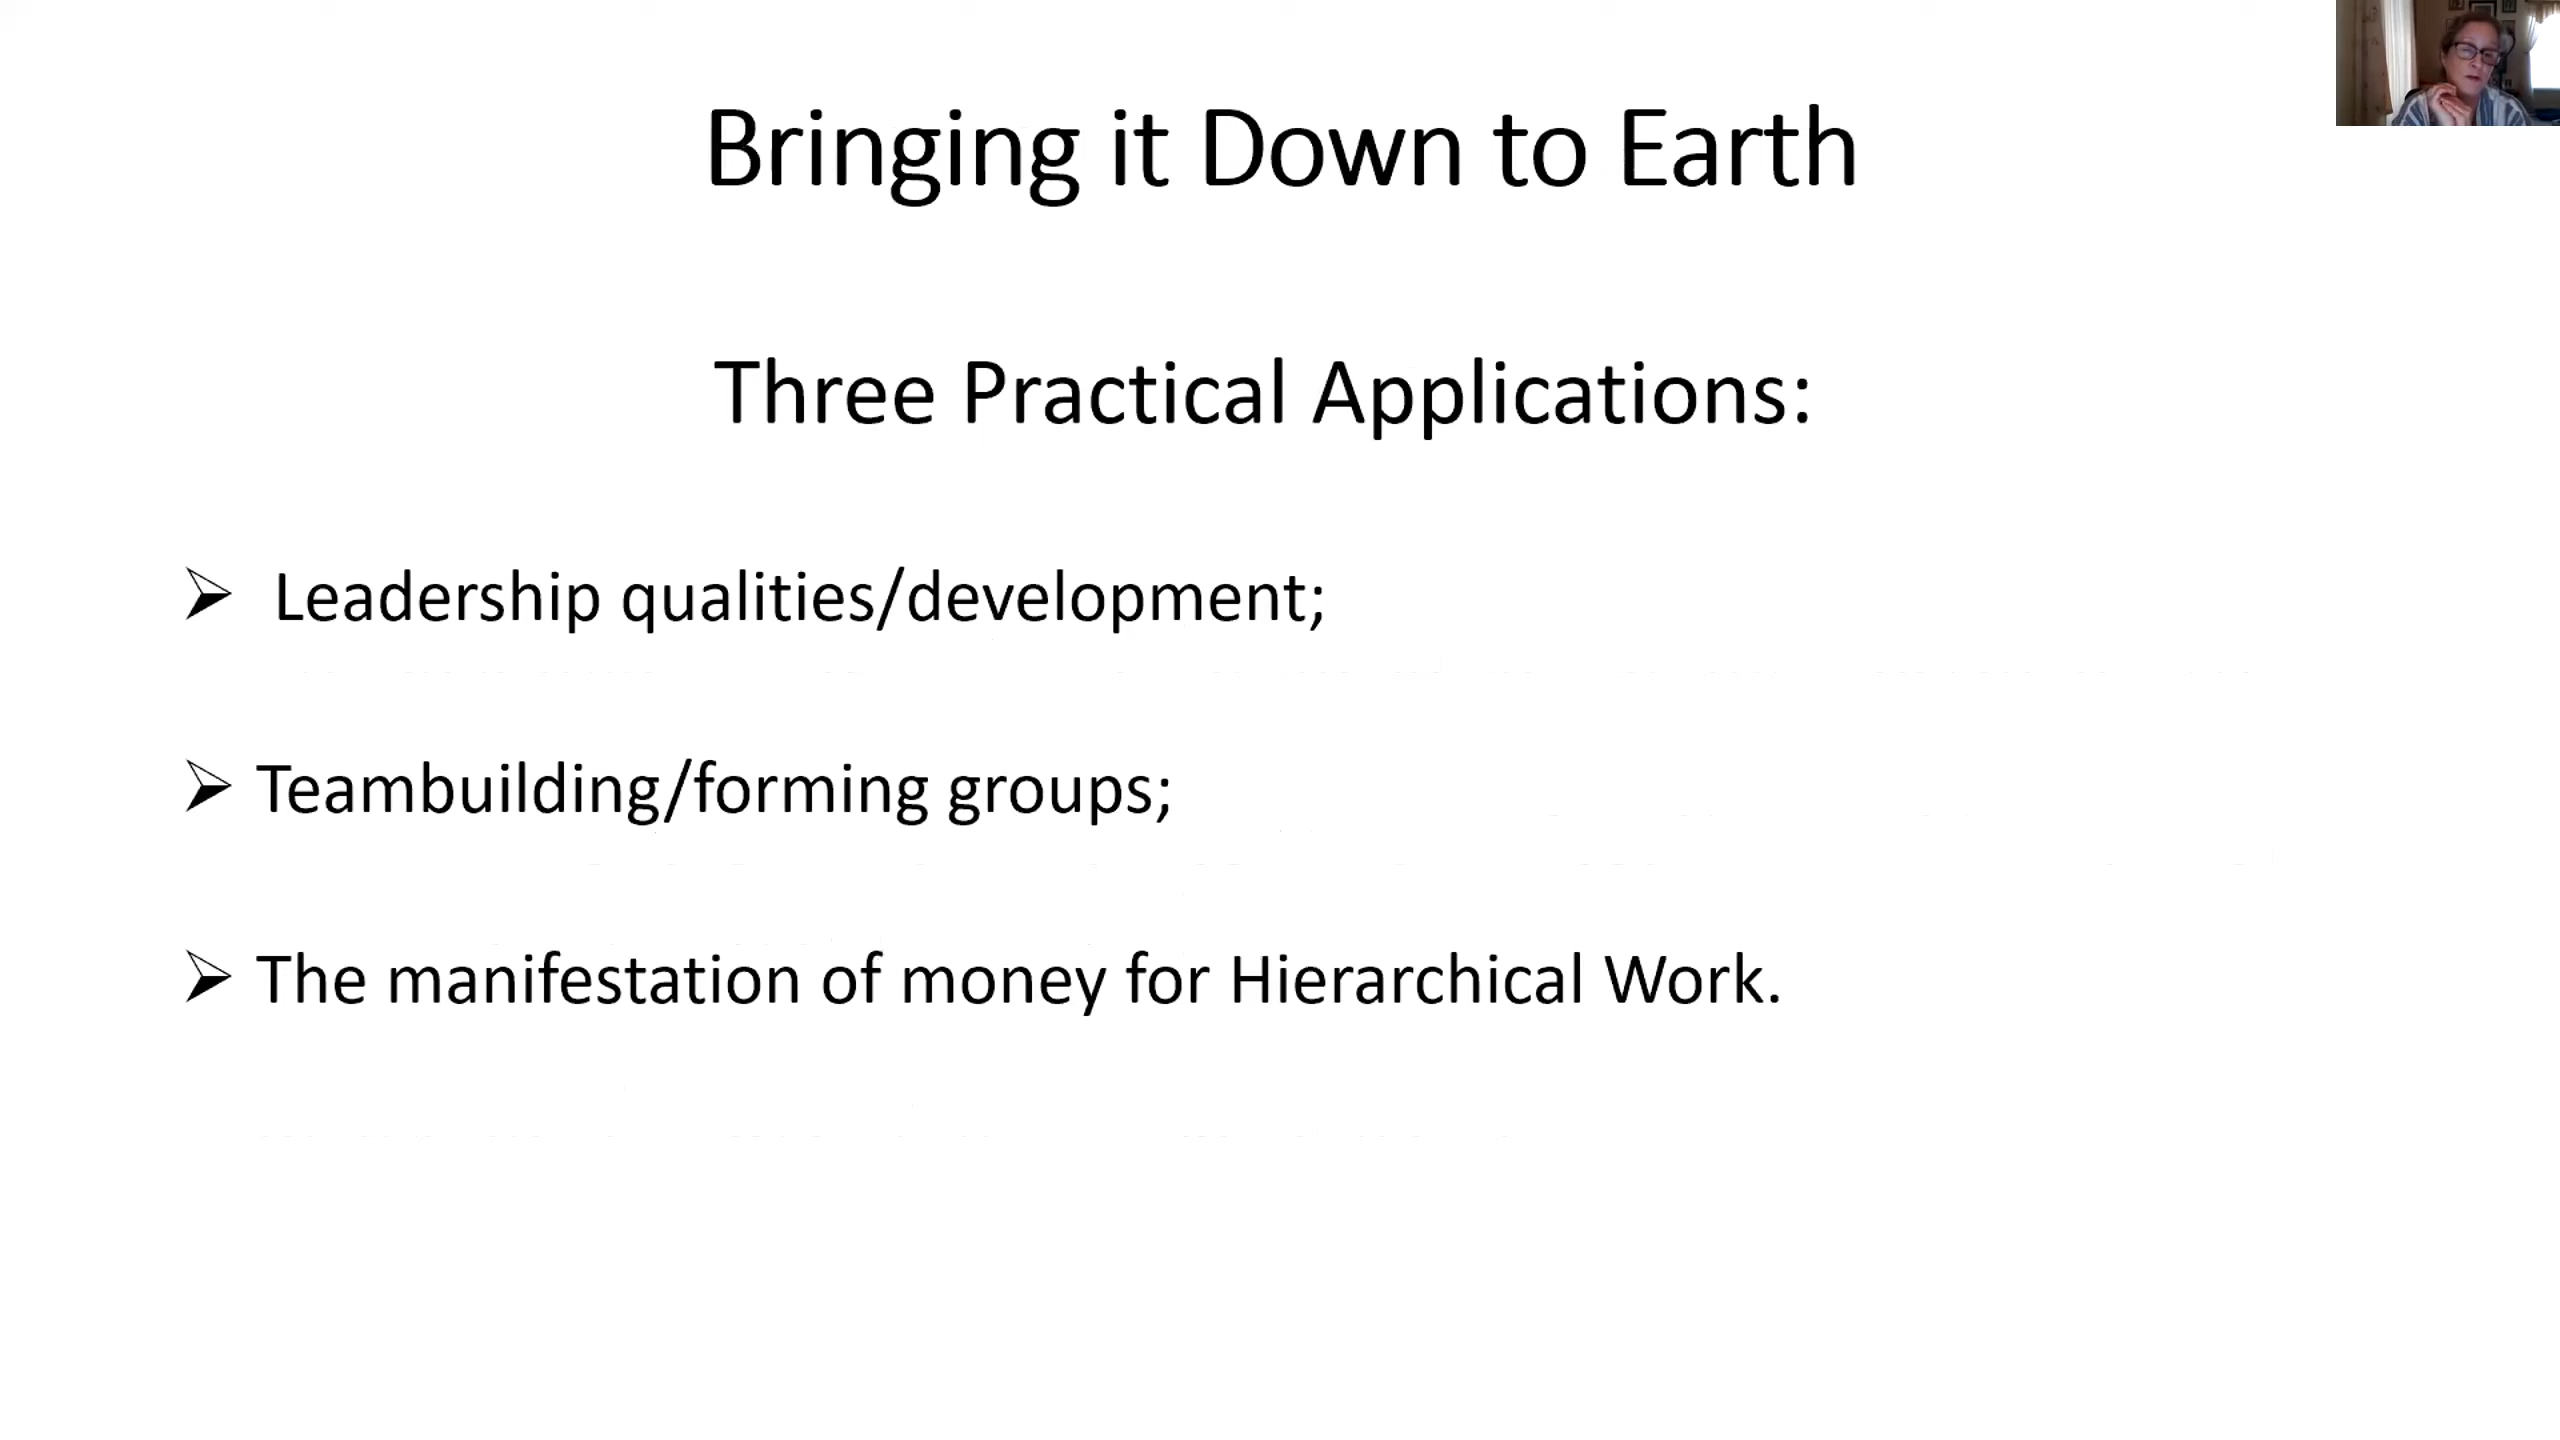 Bringing it Down to Earth
Three Practical Applications:
Leadership qualities/development;
Teambuilding/forming groups;
The manifestation of money for Hierarchical Work.